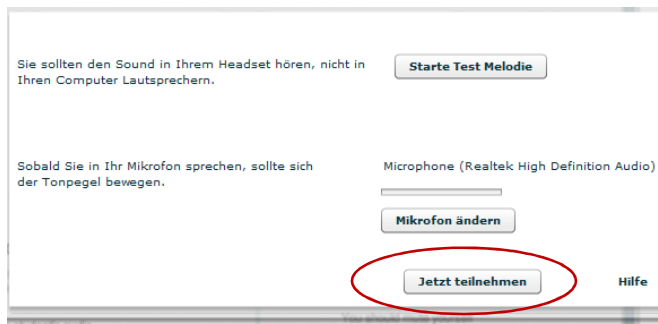 Sie sollten den Sound in Ihrem Headset hören, nicht in
Ihren Computer Lautsprechern.
Starte Test Melodie
Sobald Sie in Ihr Mikrofon sprechen, sollte sich
der Tonpegel bewegen.
Microphone (Realtek High Definition Audio)
Mikrofon ändern
Jetzt teilnehmen
Hilfe
You should mute yourself